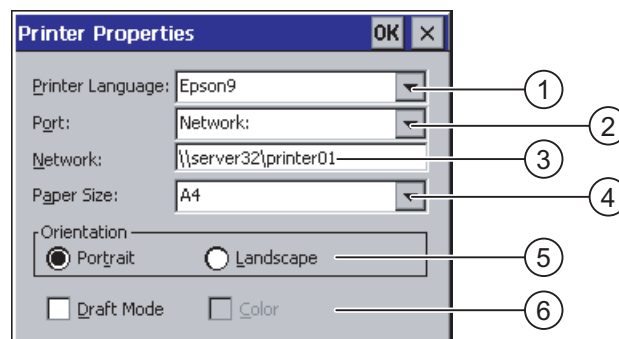 Printer Properties OK ×
Printer Language: Epson9 1
Port: Network: 2
Network: \\server32\printer01 3
Paper Size: A4 4
Orientation
Portrait Landscape 5
Draft Mode Color 6